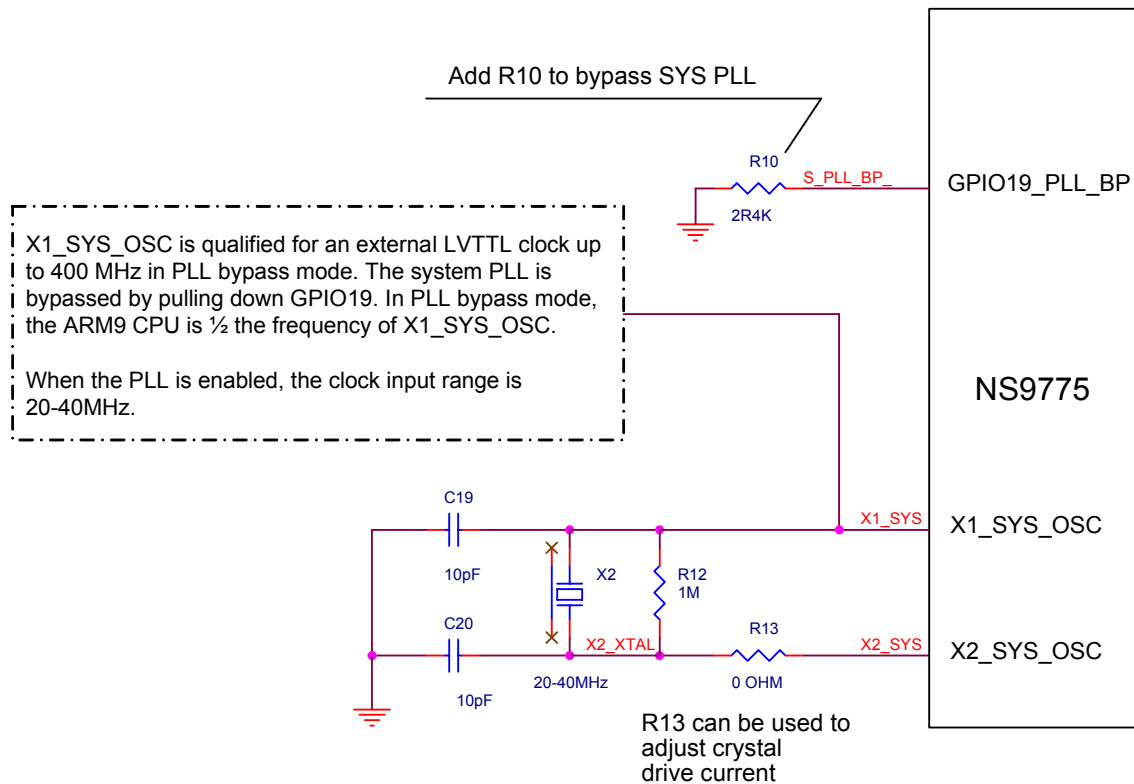 Add R10 to bypass SYS PLL
R10
S_PLL_BP_
GPIO19_PLL_BP
2R4K
X1_SYS_OSC is qualified for an external LVTTL clock up
to 400 MHz in PLL bypass mode. The system PLL is
bypassed by pulling down GPIO19. In PLL bypass mode,
the ARM9 CPU is ½ the frequency of X1_SYS_OSC.
When the PLL is enabled, the clock input range is
20-40MHz.
NS9775
C19
X1_SYS
X1_SYS_OSC
10pF
X2
R12
1M
C20
X2_XTAL
R13
X2_SYS
X2_SYS_OSC
10pF
20-40MHz
0 OHM
R13 can be used to
adjust crystal
drive current